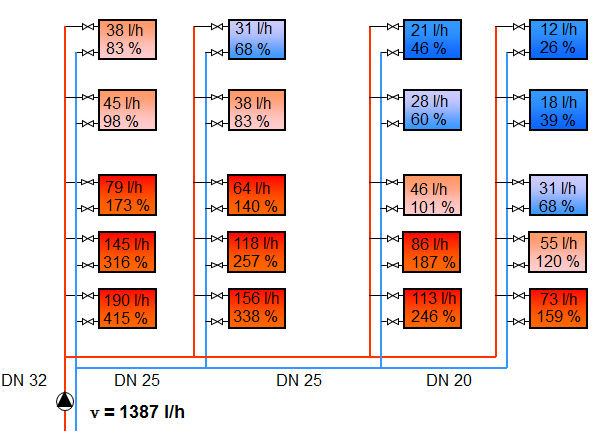 38 l/h
83 %
31 l/h
68 %
21 l/h
46 %
12 l/h
26 %
45 l/h
98 %
38 l/h
83 %
28 l/h
60 %
18 l/h
39 %
79 l/h
173 %
64 l/h
140 %
46 l/h
101 %
31 l/h
68 %
145 l/h
316 %
118 l/h
257 %
86 l/h
187 %
55 l/h
120 %
190 l/h
415 %
156 l/h
338 %
113 l/h
246 %
73 l/h
159 %
DN 32
DN 25
DN 25
DN 20
v = 1387 l/h